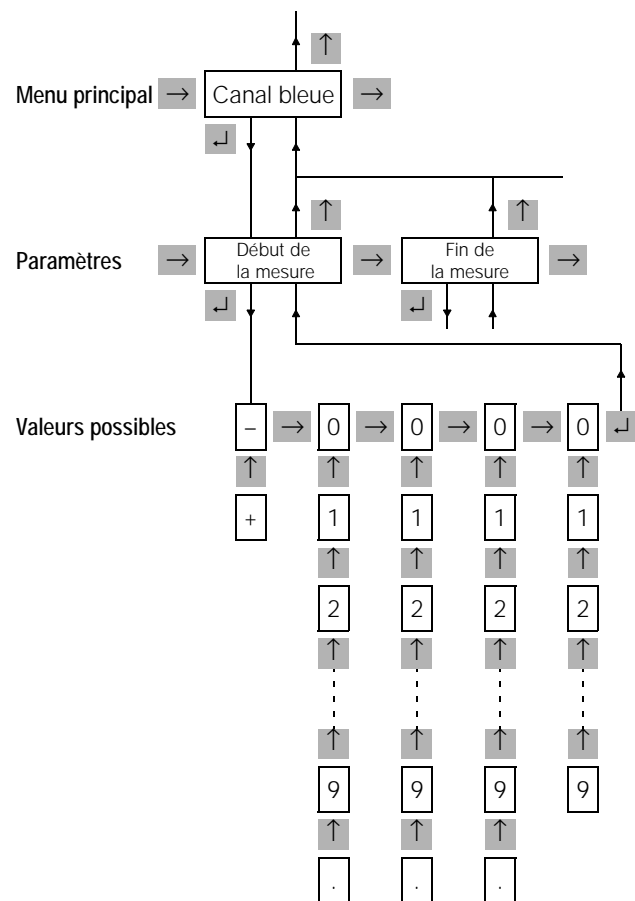 ↑
Menu principal → Canal bleue →
↵
↑ ↑
Paramètres → Début de la mesure → Fin de la mesure →
↵ ↵
Valeurs possibles – → 0 → 0 → 0 → 0 ↵
↑ ↑ ↑ ↑ ↑
+ 1 1 1 1
↑ ↑ ↑ ↑
2 2 2 2
↑ ↑ ↑ ↑
↑ ↑ ↑ ↑
9 9 9 9
↑ ↑ ↑
. . .